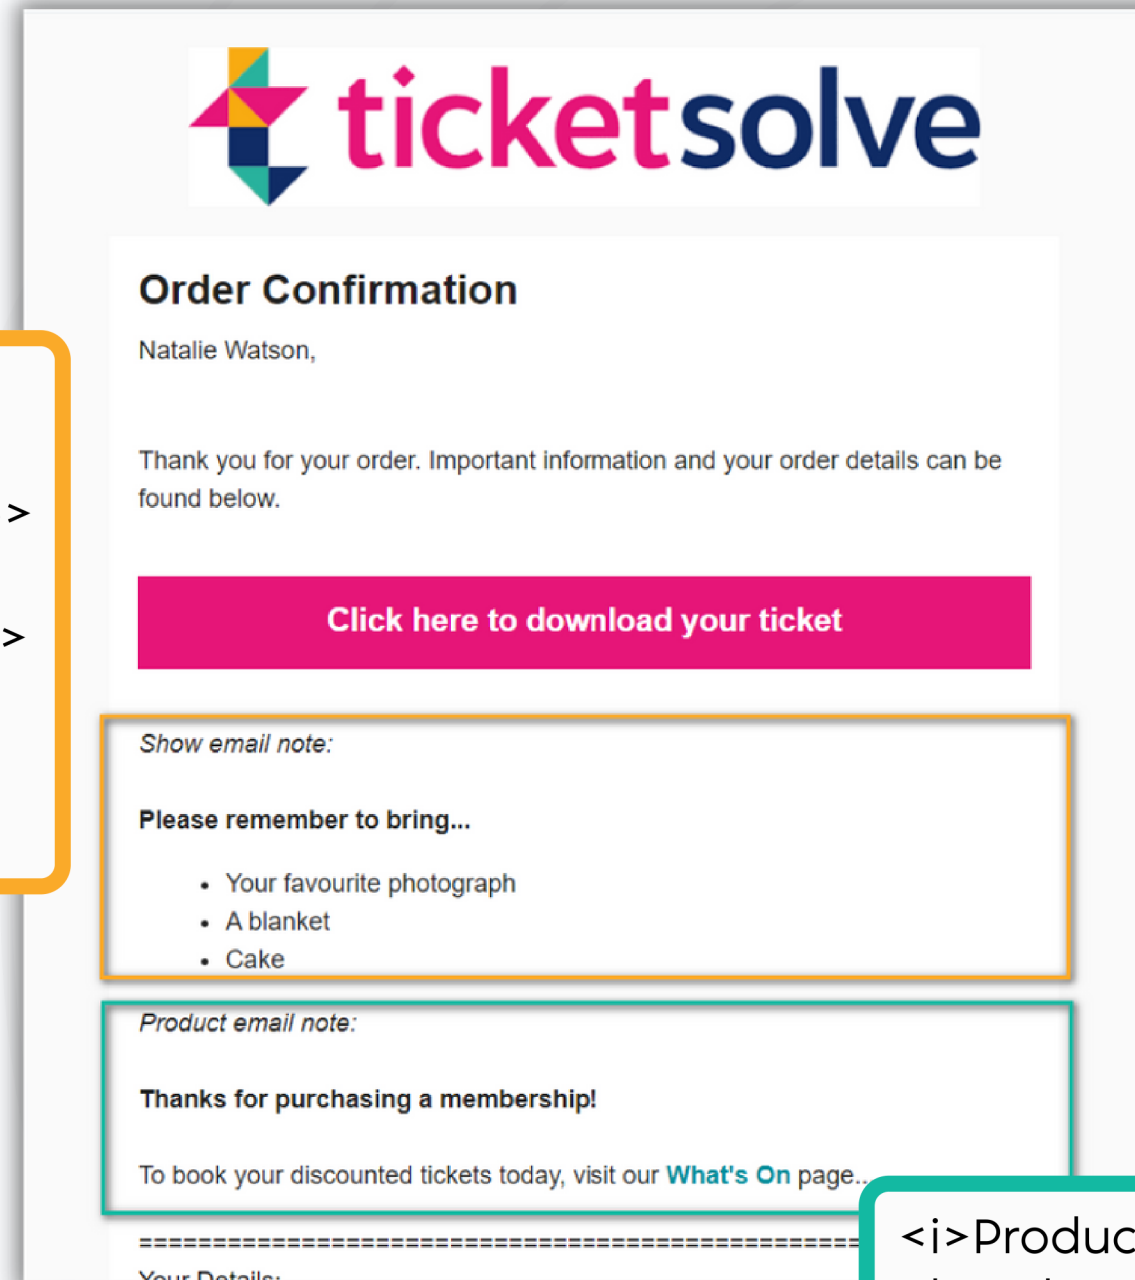 ticketsolve
Order Confirmation
Natalie Watson,
Thank you for your order. Important information and your order details can be
found below.
>
>
Click here to download your ticket
Show email note:
Please remember to bring...
• Your favourite photograph
• A blanket
• Cake
Product email note:
Thanks for purchasing a membership!
To book your discounted tickets today, visit our What's On page..
=================================================
Your Details:
<i>Produc